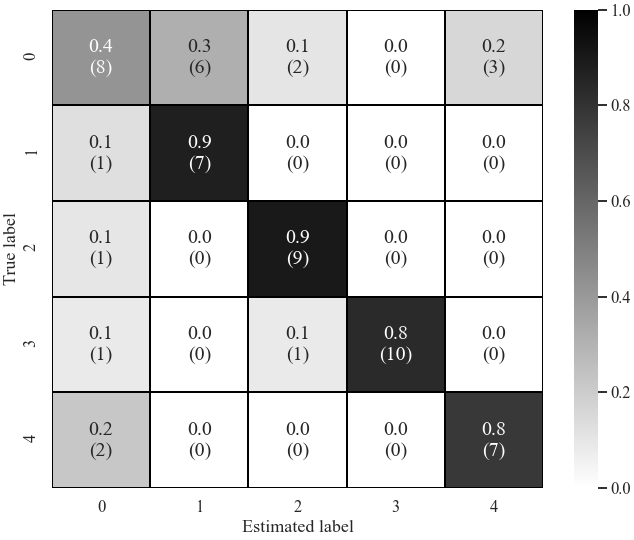 0.4 0.3 0.1 0.0 0.2
(8) (6) (2) (0) (3)
0
0.1 0.9 0.0 0.0 0.0
(1) (7) (0) (0) (0)
1
0.1 0.0 0.9 0.0 0.0
(1) (0) (9) (0) (0)
2
0.1 0.0 0.1 0.8 0.0
(1) (0) (1) (10) (0)
3
0.2 0.0 0.0 0.0 0.8
(2) (0) (0) (0) (7)
4
True label
0 1 2 3 4
Estimated label
1.0
0.8
0.6
0.4
0.2
0.0